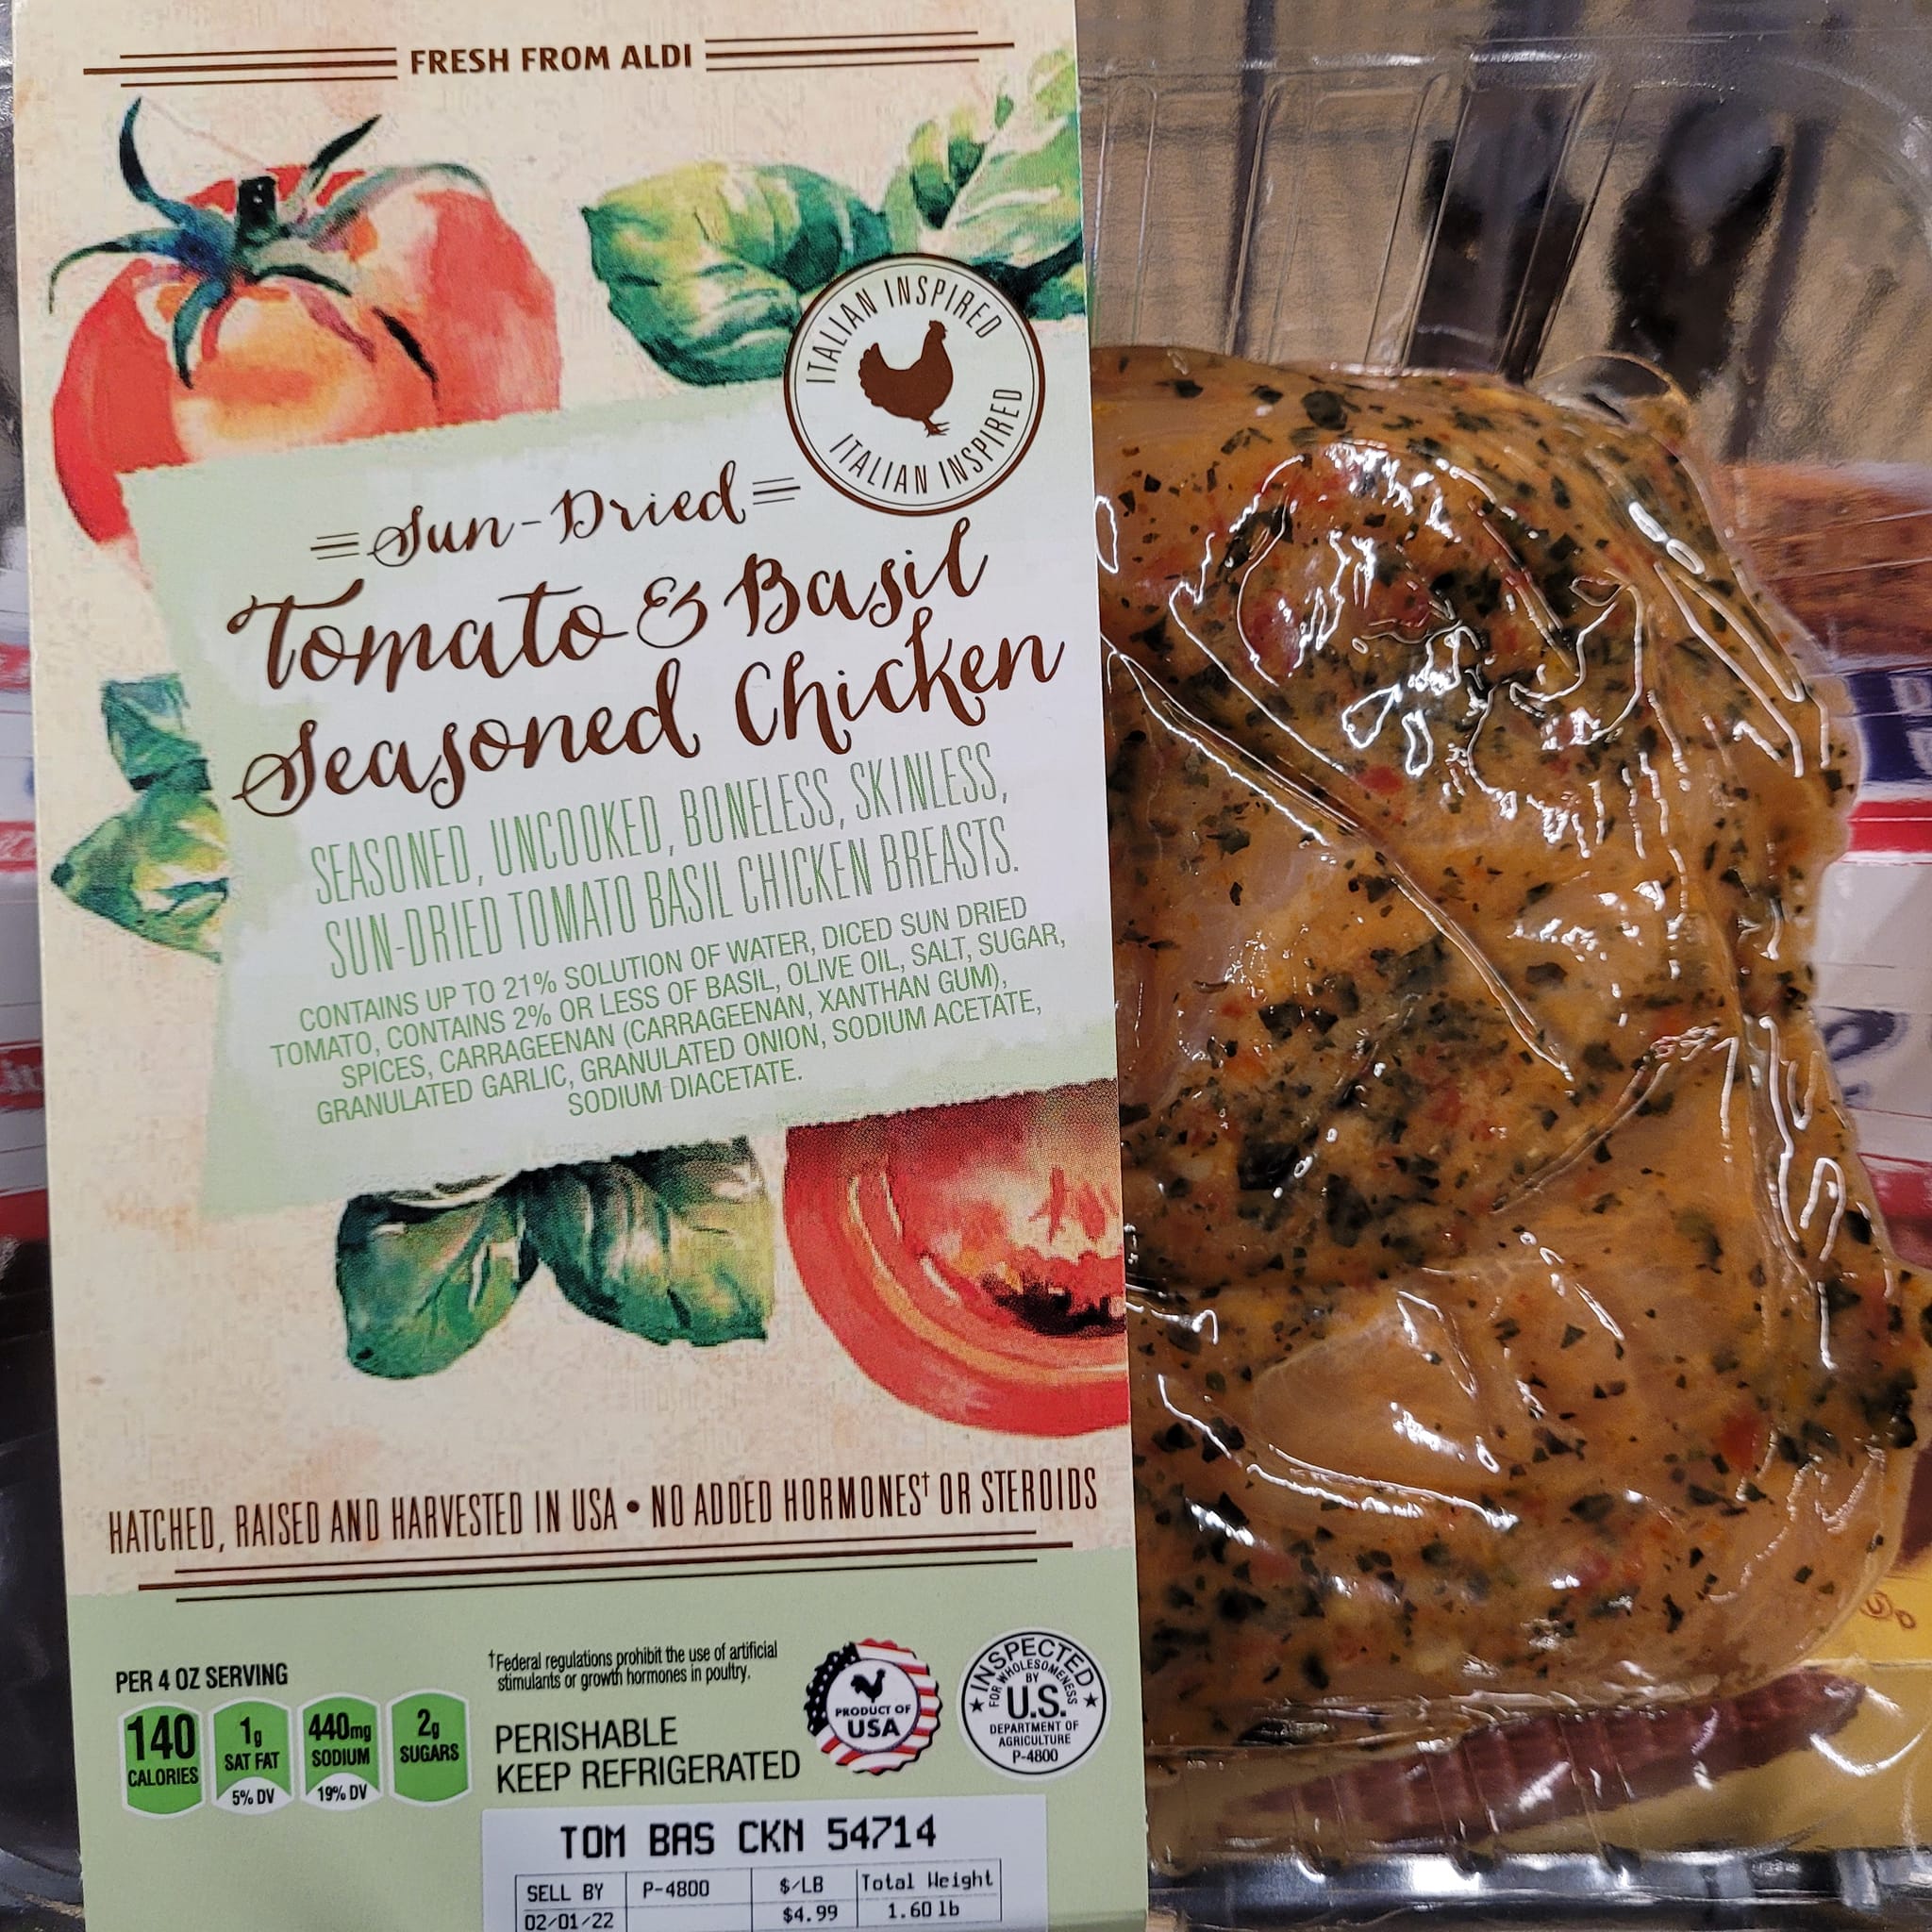 FRESH FROM ALDI
ITALIAN INSPIRED
ITALIAN INSPIRED
Sun-Dried
Tomato & Basil
Seasoned Chicken
SEASONED, UNCOOKED, BONELESS, SKINLESS,
SUN-DRIED TOMATO BASIL CHICKEN BREASTS.
CONTAINS UP TO 21% SOLUTION OF WATER, DICED SUN DRIED
TOMATO, CONTAINS 2% OR LESS OF BASIL, OLIVE OIL, SALT, SUGAR,
SPICES, CARRAGEENAN (CARRAGEENAN, XANTHAN GUM),
GRANULATED GARLIC, GRANULATED ONION, SODIUM ACETATE,
SODIUM DIACETATE.
HATCHED, RAISED AND HARVESTED IN USA • NO ADDED HORMONES† OR STEROIDS
PER 4 OZ SERVING
140
CALORIES
1g
SAT FAT
5% DV
440mg
SODIUM
19% DV
2g
SUGARS
†Federal regulations prohibit the use of artificial
stimulants or growth hormones in poultry.
PERISHABLE
KEEP REFRIGERATED
PRODUCT OF
USA
INSPECTED
FOR WHOLESOMENESS
BY
U.S.
DEPARTMENT OF
AGRICULTURE
P-4800
TOM BAS CKN 54714
SELL BY P-4800 $/LB Total Weight
02/01/22 $4.99 1.60 lb